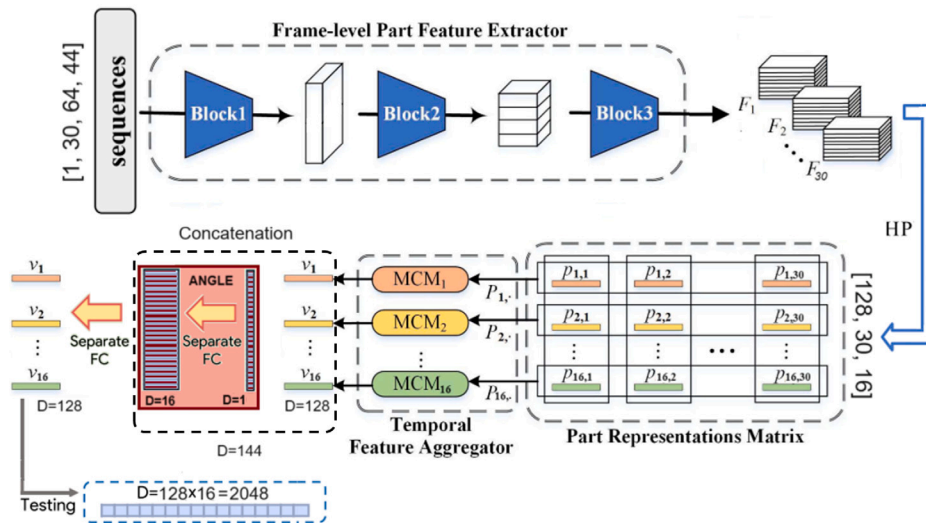 Frame-level Part Feature Extractor
[1, 30, 64, 44]
sequences
Block1
Block2
Block3
F1
F2
F30
HP
Concatenation
v1
v2
⋮
v16
D=128
Separate
FC
ANGLE
Separate
FC
D=16
D=1
v1
v2
⋮
v16
D=128
D=144
MCM1
MCM2
⋮
MCM16
Temporal
Feature Aggregator
P1,·
P2,·
P16,·
p1,1 p1,2 p1,30
p2,1 p2,2 p2,30
⋮ ⋮ ••• ⋮
p16,1 p16,2 p16,30
Part Representations Matrix
[128, 30, 16]
Testing
D=128×16=2048